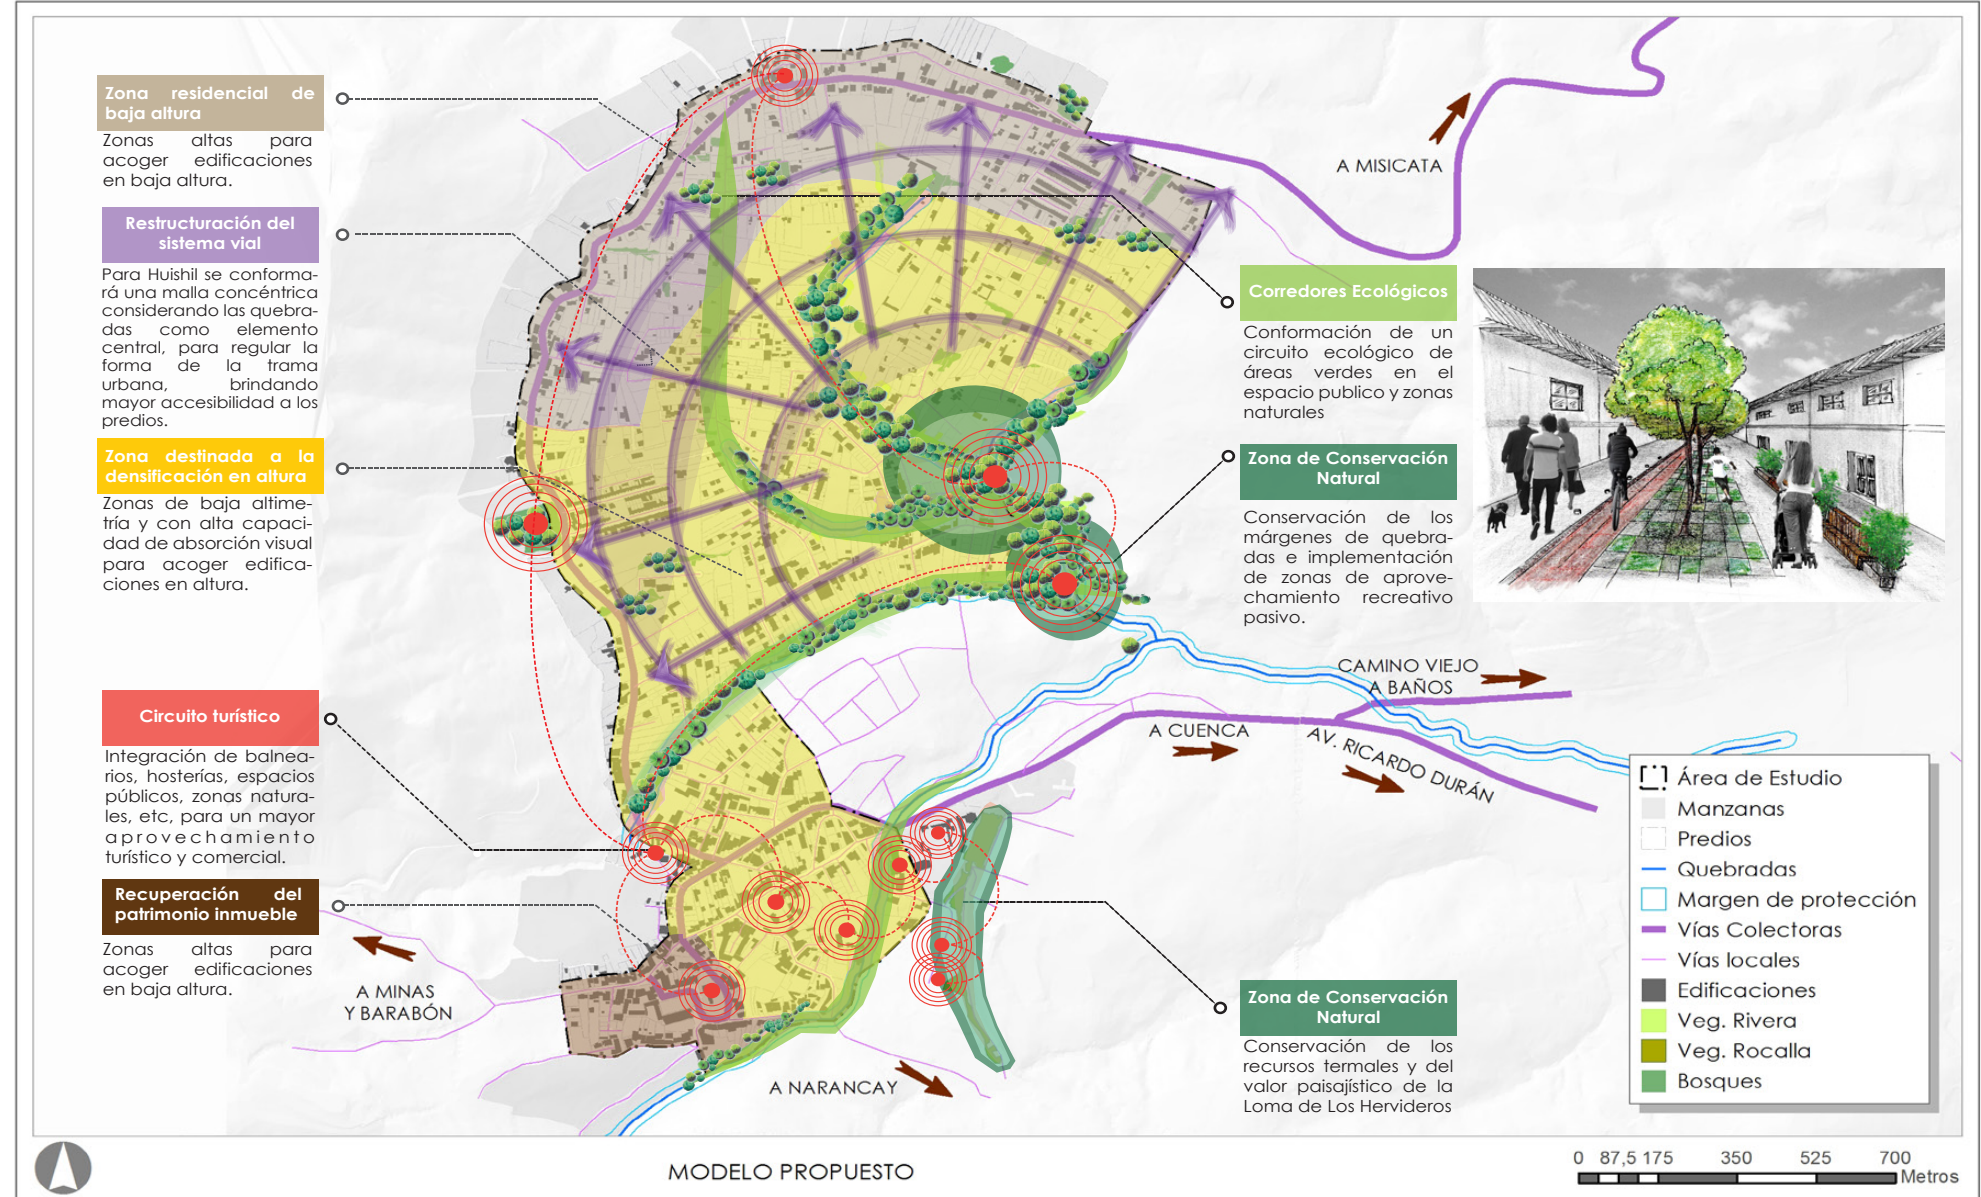 Zona residencial de
baja altura
Zonas altas para
acoger edificaciones
en baja altura.
Restructuración del
sistema vial
Para Huishil se conforma-
rá una malla concéntrica
considerando las quebra-
das como elemento
central, para regular la
forma de la trama
urbana, brindando
mayor accesibilidad a los
predios.
Zona destinada a la
densificación en altura
Zonas de baja altime-
tría y con alta capaci-
dad de absorción visual
para acoger edifica-
ciones en altura.
Circuito turístico
Integración de balnea-
rios, hosterías, espacios
públicos, zonas natura-
les, etc, para un mayor
aprovechamiento
turístico y comercial.
Recuperación del
patrimonio inmueble
Zonas altas para
acoger edificaciones
en baja altura.
A MINAS
Y BARABÓN
A NARANCAY
A MISICATA
Corredores Ecológicos
Conformación de un
circuito ecológico de
áreas verdes en el
espacio publico y zonas
naturales
Zona de Conservación
Natural
Conservación de los
márgenes de quebra-
das e implementación
de zonas de aprove-
chamiento recreativo
pasivo.
CAMINO VIEJO
A BAÑOS
A CUENCA
AV. RICARDO DURÁN
Zona de Conservación
Natural
Conservación de los
recursos termales y del
valor paisajístico de la
Loma de Los Hervideros
Área de Estudio
Manzanas
Predios
Quebradas
Margen de protección
Vías Colectoras
Vías locales
Edificaciones
Veg. Rivera
Veg. Rocalla
Bosques
MODELO PROPUESTO
0 87,5 175 350 525 700
Metros